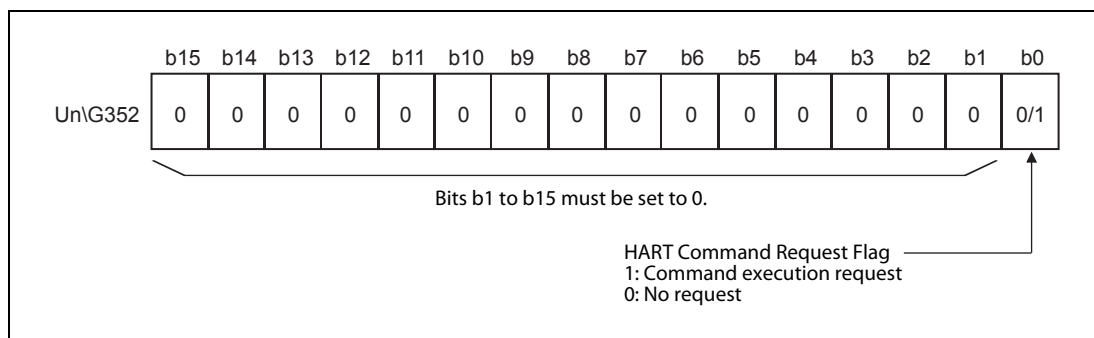 b15 b14 b13 b12 b11 b10 b9 b8 b7 b6 b5 b4 b3 b2 b1 b0
Un\G352 0 0 0 0 0 0 0 0 0 0 0 0 0 0 0 0/1
Bits b1 to b15 must be set to 0.
HART Command Request Flag
1: Command execution request
0: No request